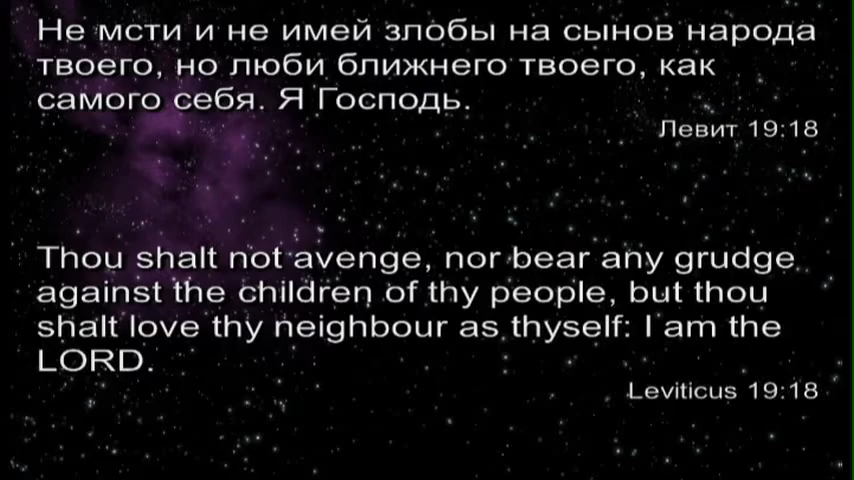 Не мсти и не имей злобы на сынов народа
твоего, но люби ближнего твоего, как
самого себя. Я Господь.
Левит 19:18
Thou shalt not avenge, nor bear any grudge
against the children of thy people, but thou
shalt love thy neighbour as thyself: I am the
LORD.
Leviticus 19:18